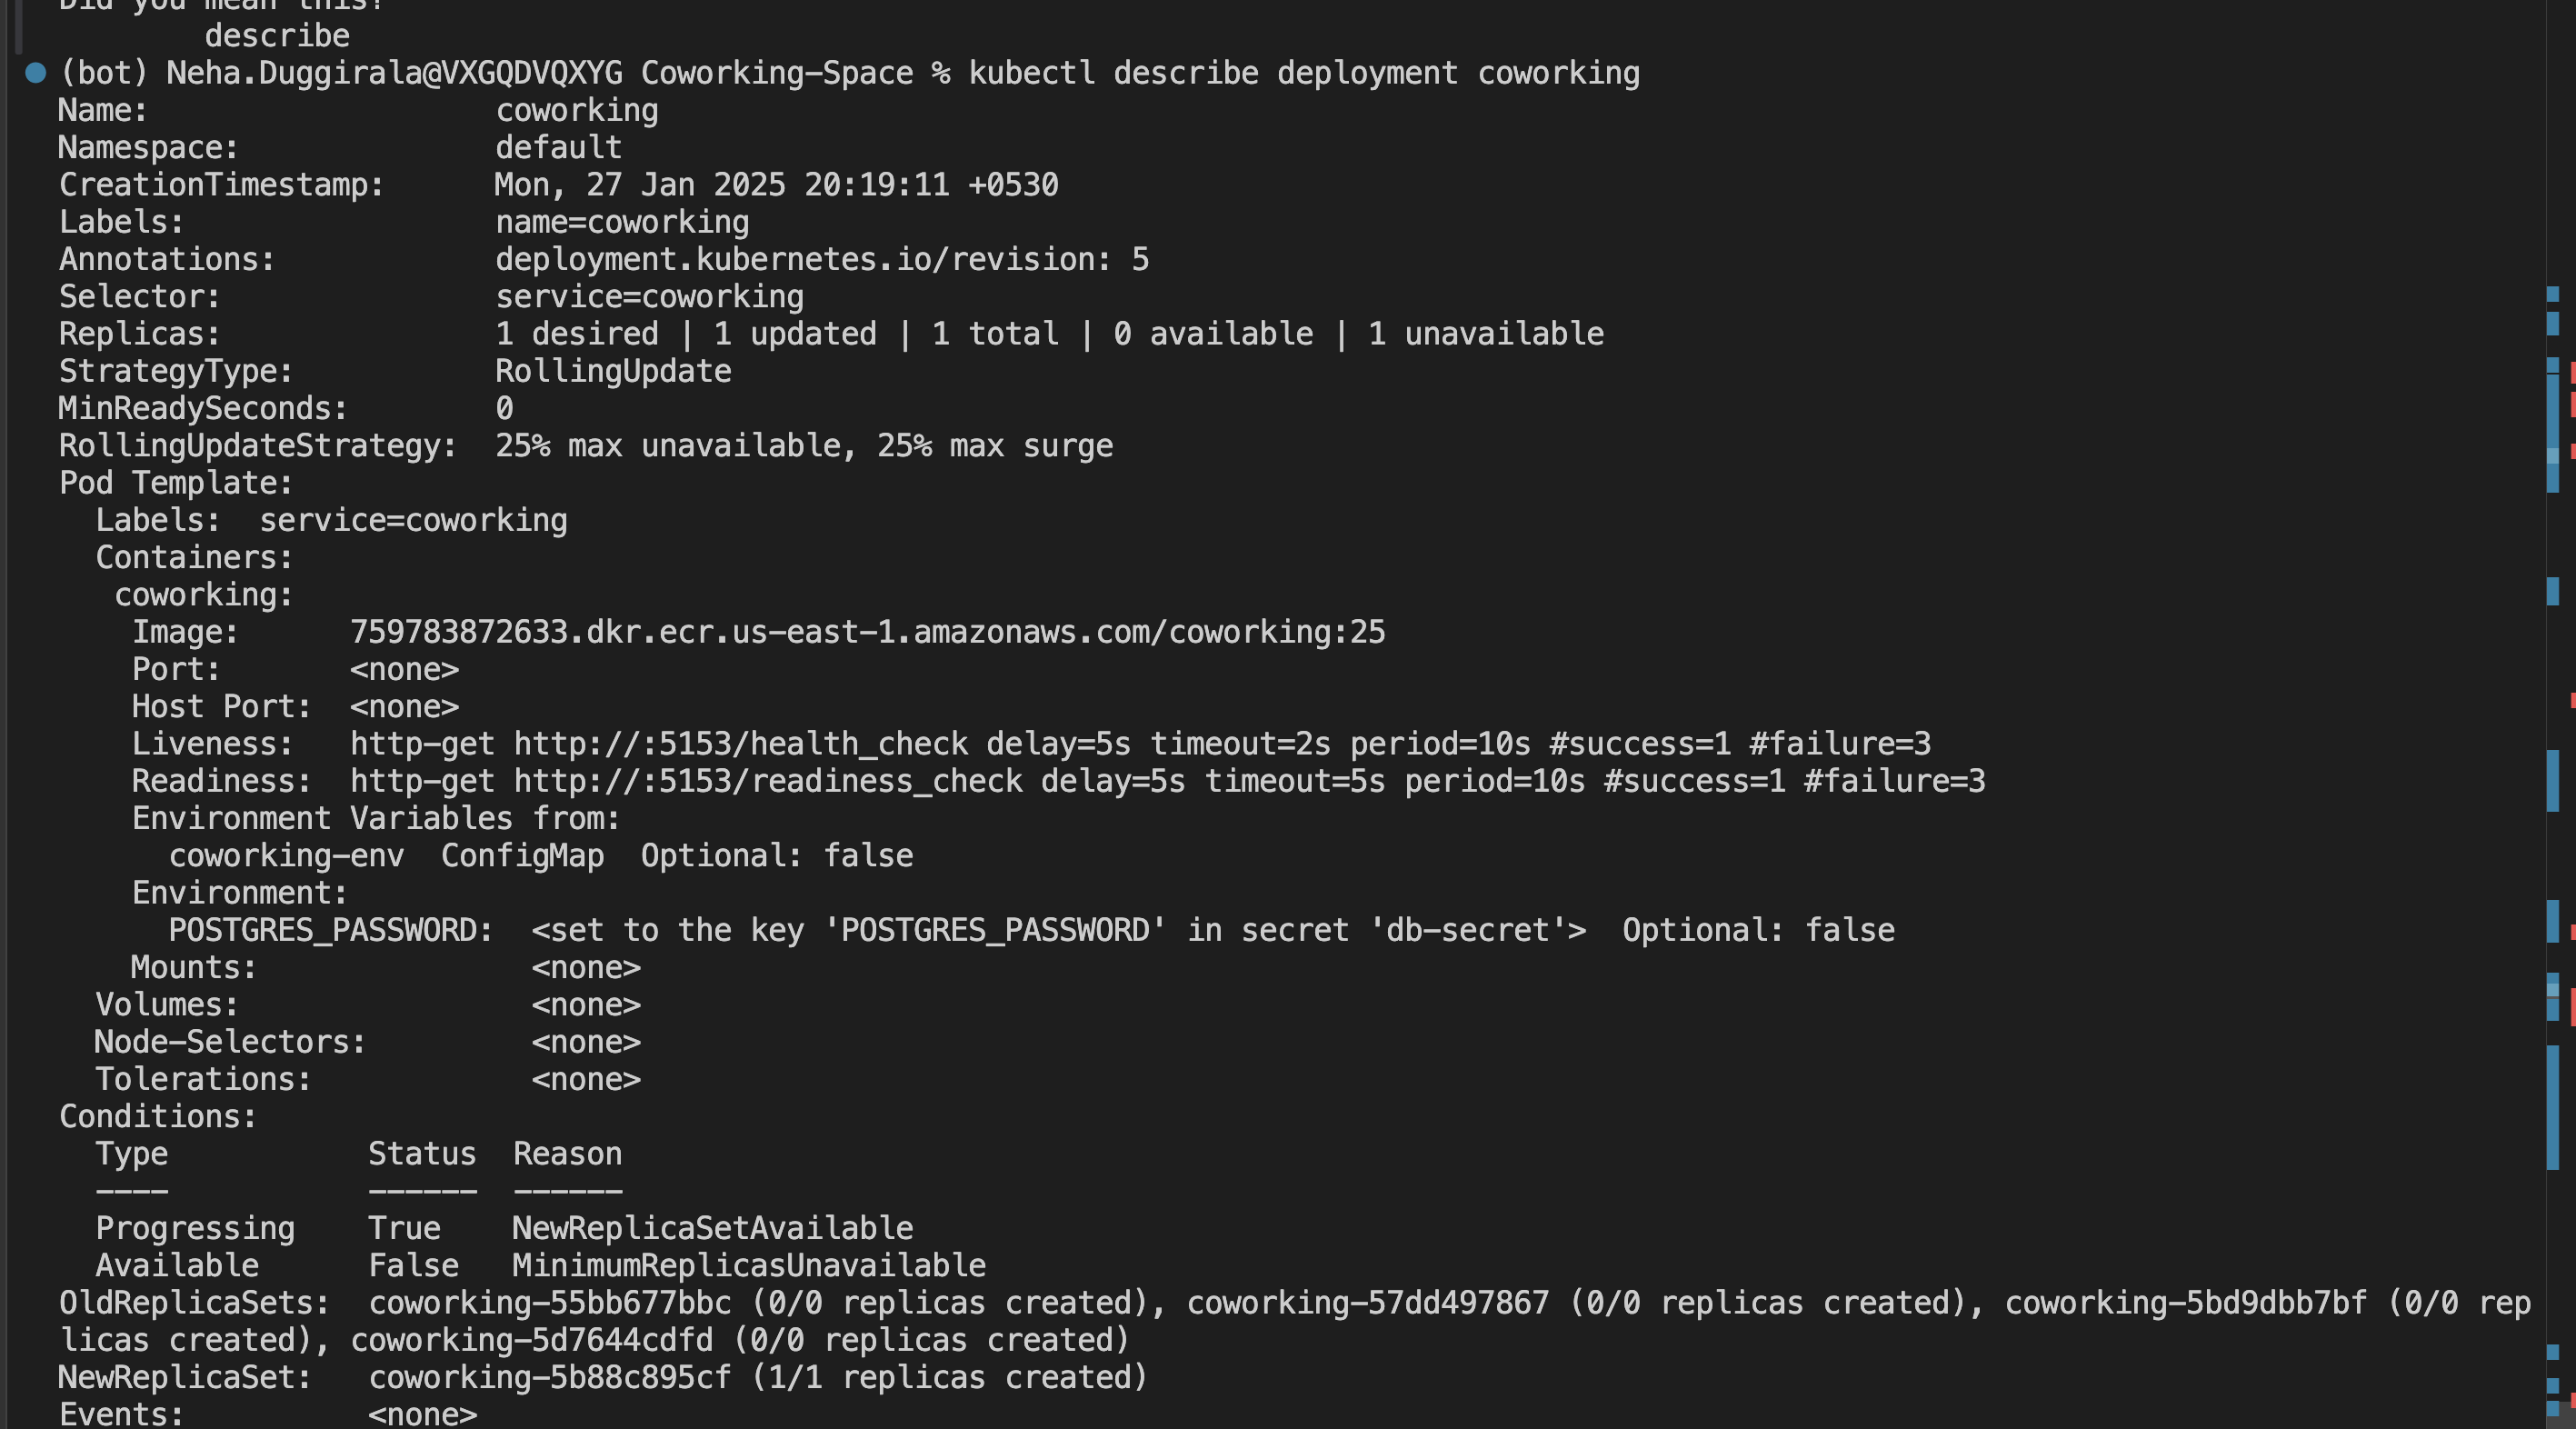 Did you mean this?
describe
(bot) Neha.Duggirala@VXGQDVQXYG Coworking-Space % kubectl describe deployment coworking
Name:                   coworking
Namespace:              default
CreationTimestamp:      Mon, 27 Jan 2025 20:19:11 +0530
Labels:                 name=coworking
Annotations:            deployment.kubernetes.io/revision: 5
Selector:               service=coworking
Replicas:               1 desired | 1 updated | 1 total | 0 available | 1 unavailable
StrategyType:           RollingUpdate
MinReadySeconds:        0
RollingUpdateStrategy:  25% max unavailable, 25% max surge
Pod Template:
  Labels:  service=coworking
  Containers:
   coworking:
    Image:      759783872633.dkr.ecr.us-east-1.amazonaws.com/coworking:25
    Port:       <none>
    Host Port:  <none>
    Liveness:   http-get http://:5153/health_check delay=5s timeout=2s period=10s #success=1 #failure=3
    Readiness:  http-get http://:5153/readiness_check delay=5s timeout=5s period=10s #success=1 #failure=3
    Environment Variables from:
      coworking-env  ConfigMap  Optional: false
    Environment:
      POSTGRES_PASSWORD:  <set to the key 'POSTGRES_PASSWORD' in secret 'db-secret'>  Optional: false
    Mounts:               <none>
  Volumes:                <none>
  Node-Selectors:         <none>
  Tolerations:            <none>
Conditions:
  Type           Status  Reason
  ----           ------  ------
  Progressing    True    NewReplicaSetAvailable
  Available      False   MinimumReplicasUnavailable
OldReplicaSets:  coworking-55bb677bbc (0/0 replicas created), coworking-57dd497867 (0/0 replicas created), coworking-5bd9dbb7bf (0/0 rep
licas created), coworking-5d7644cdfd (0/0 replicas created)
NewReplicaSet:   coworking-5b88c895cf (1/1 replicas created)
Events:          <none>